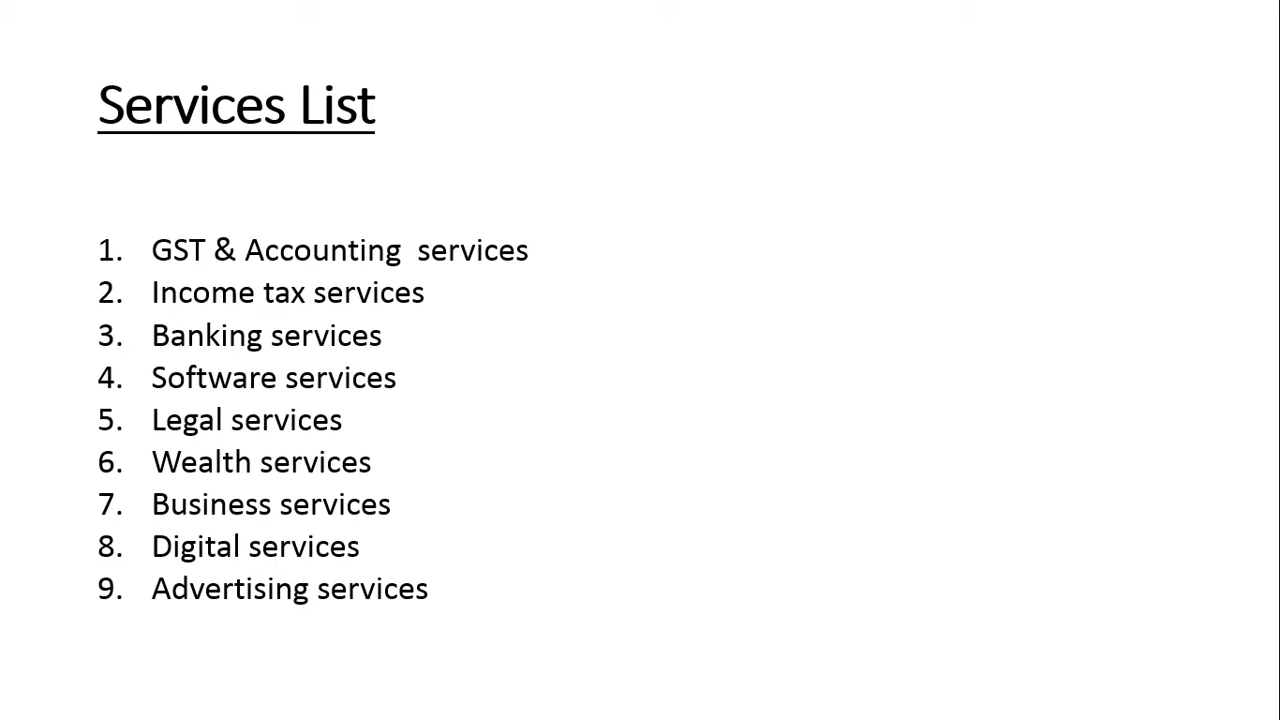 Services List
1. GST & Accounting  services
2. Income tax services
3. Banking services
4. Software services
5. Legal services
6. Wealth services
7. Business services
8. Digital services
9. Advertising services